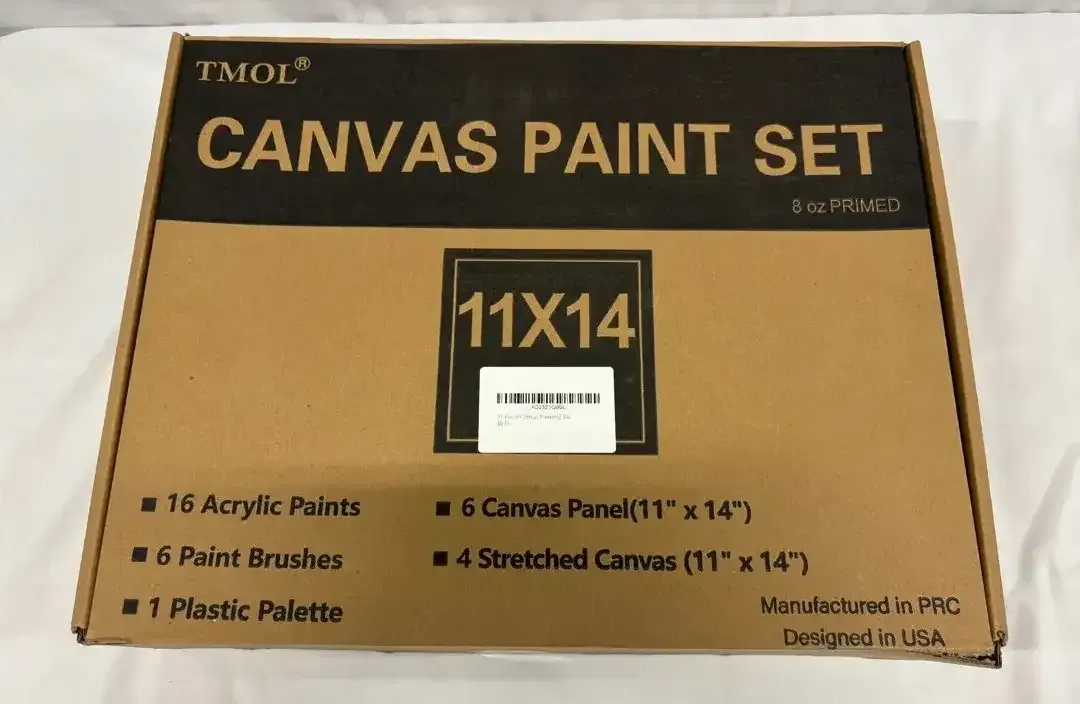 TMOL®
CANVAS PAINT SET
8 oz PRIMED
11X14
■ 16 Acrylic Paints
■ 6 Paint Brushes
■ 1 Plastic Palette
■ 6 Canvas Panel(11" x 14")
■ 4 Stretched Canvas (11" x 14")
Manufactured in PRC
Designed in USA